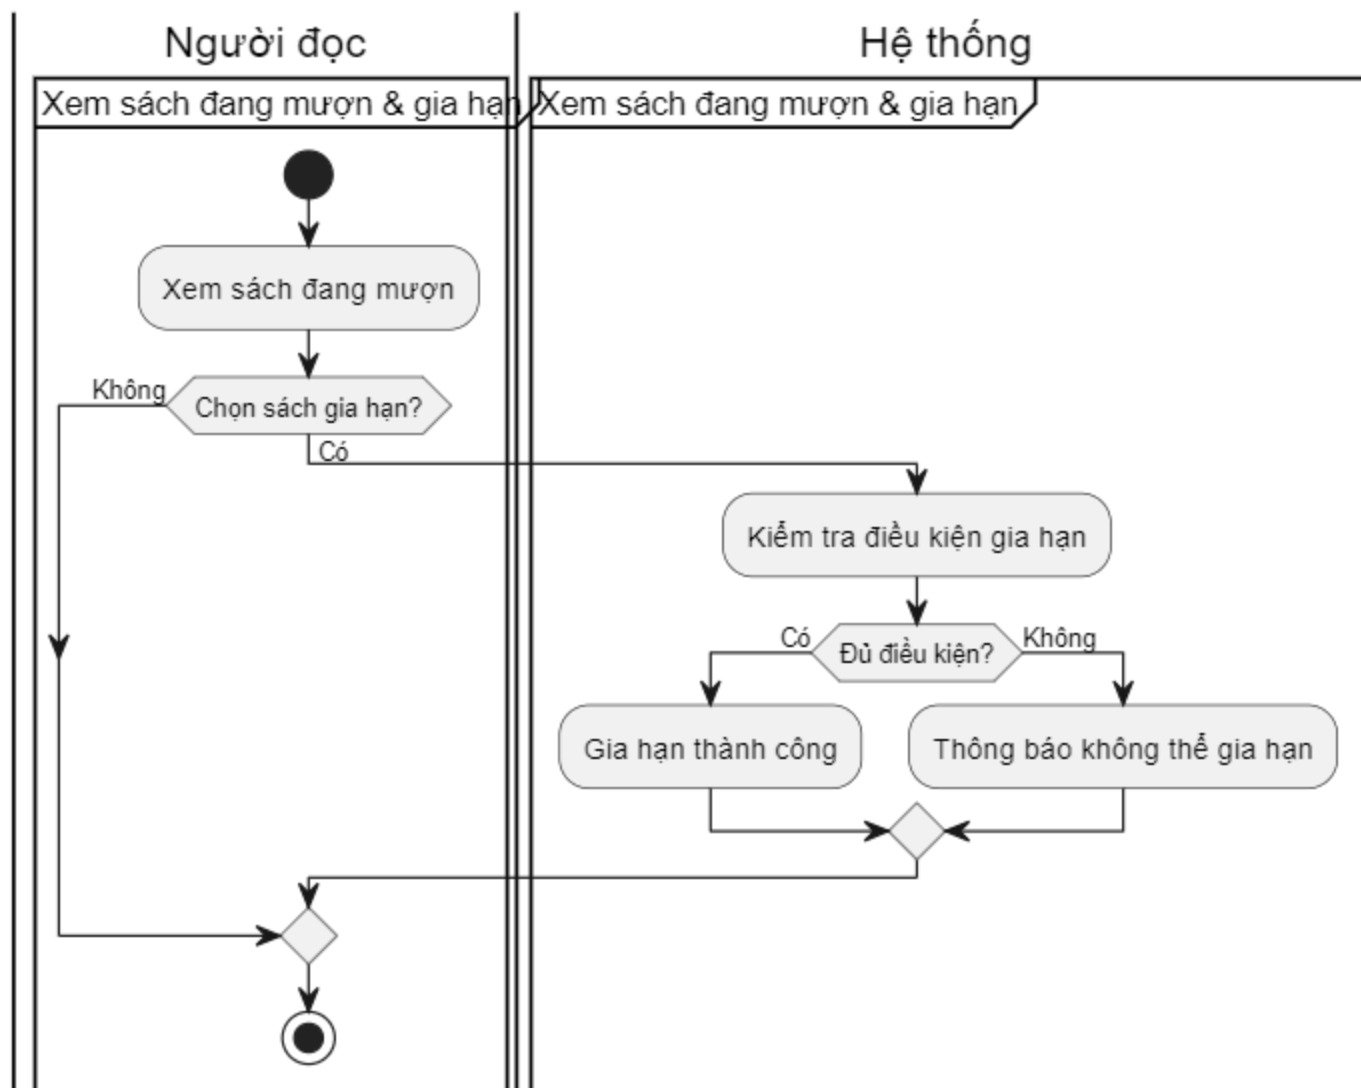 Người đọc
Hệ thống
Xem sách đang mượn & gia hạn
Xem sách đang mượn & gia hạn
Xem sách đang mượn
Không
Chọn sách gia hạn?
Có
Kiểm tra điều kiện gia hạn
Có
Đủ điều kiện?
Không
Gia hạn thành công
Thông báo không thể gia hạn